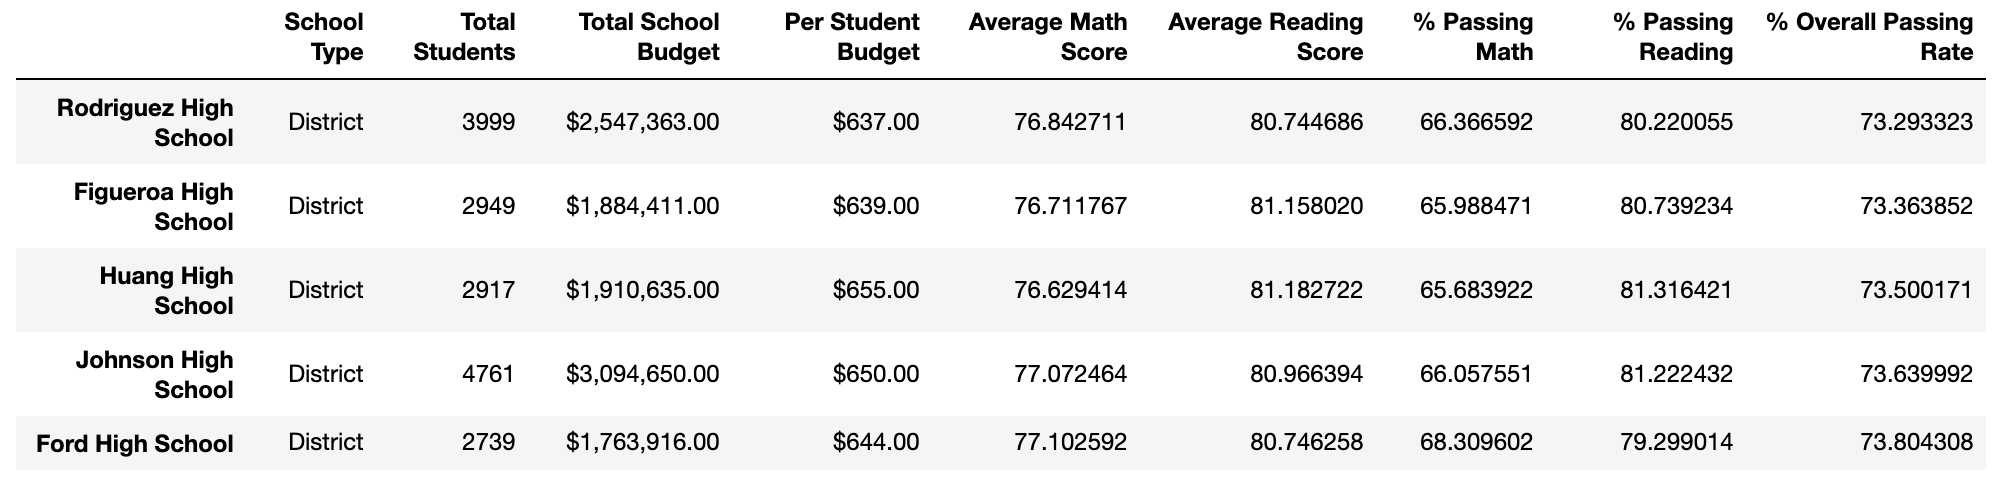 School Type Total Students Total School Budget Per Student Budget Average Math Score Average Reading Score % Passing Math % Passing Reading % Overall Passing Rate
Rodriguez High School District 3999 $2,547,363.00 $637.00 76.842711 80.744686 66.366592 80.220055 73.293323
Figueroa High School District 2949 $1,884,411.00 $639.00 76.711767 81.158020 65.988471 80.739234 73.363852
Huang High School District 2917 $1,910,635.00 $655.00 76.629414 81.182722 65.683922 81.316421 73.500171
Johnson High School District 4761 $3,094,650.00 $650.00 77.072464 80.966394 66.057551 81.222432 73.639992
Ford High School District 2739 $1,763,916.00 $644.00 77.102592 80.746258 68.309602 79.299014 73.804308